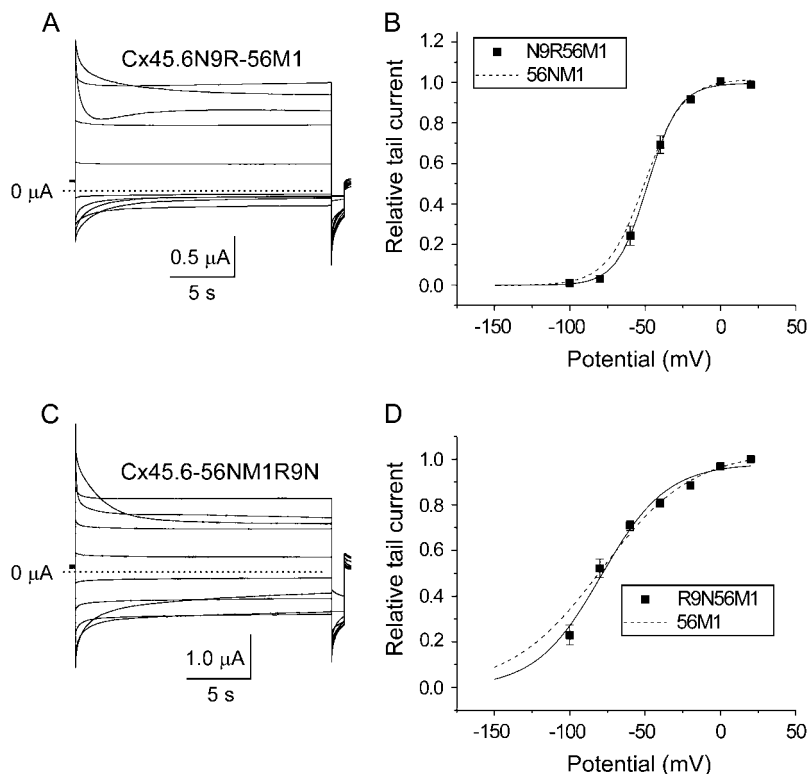 A
Cx45.6N9R-56M1
0 μA
0.5 μA
5 s
B
1.2
1.0
0.8
0.6
0.4
0.2
0.0
Relative tail current
N9R56M1
56NM1
-150
-100
-50
0
50
Potential (mV)
C
Cx45.6-56NM1R9N
0 μA
1.0 μA
5 s
D
1.0
0.8
0.6
0.4
0.2
0.0
Relative tail current
R9N56M1
56M1
-150
-100
-50
0
50
Potential (mV)